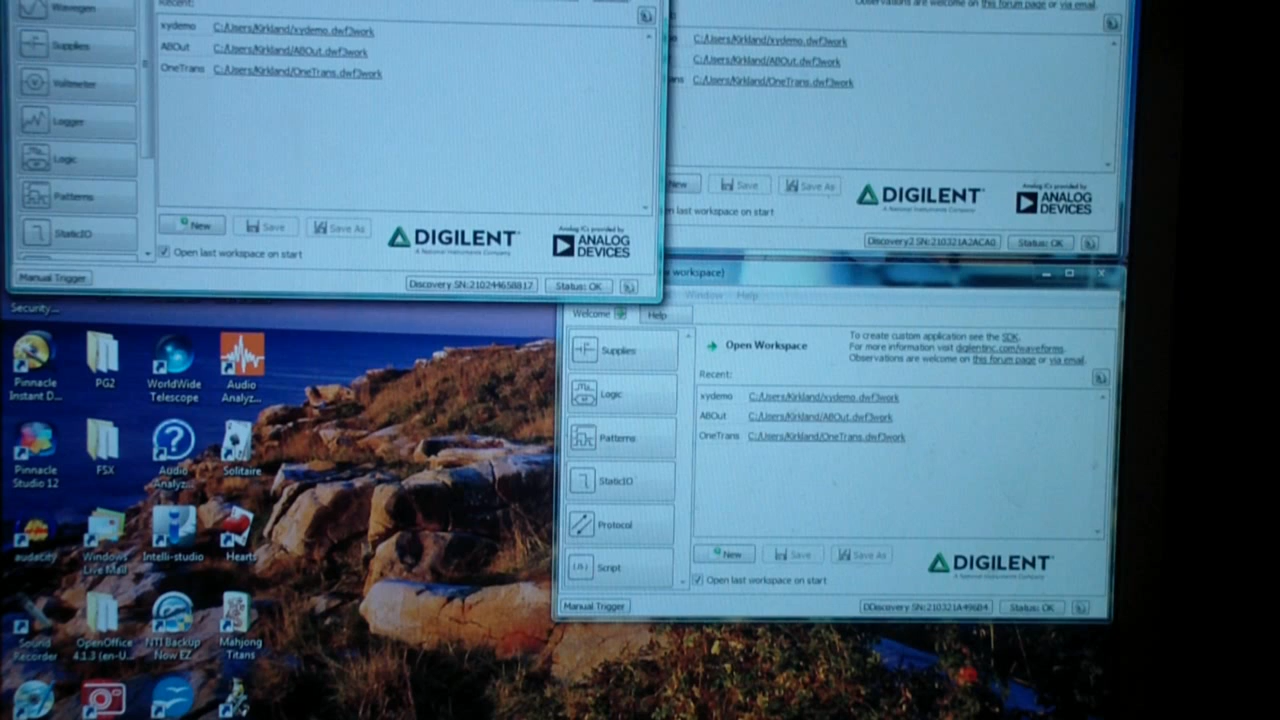 Wavegen
Supplies
Voltmeter
Logger
Logic
Patterns
StaticIO
Manual Trigger
Recent:
xydemo C:/Users/Kirkland/xydemo.dwf3work
ABOut C:/Users/Kirkland/ABOut.dwf3work
OneTrans C:/Users/Kirkland/OneTrans.dwf3work
New Save Save As
Open last workspace on start
DIGILENT
A National Instruments Company
Analog ICs provided by
ANALOG
DEVICES
Discovery SN:210244658817 Status: OK
Observations are welcome on this forum page or via email.
C:/Users/Kirkland/xydemo.dwf3work
C:/Users/Kirkland/ABOut.dwf3work
ans C:/Users/Kirkland/OneTrans.dwf3work
New Save Save As
en last workspace on start
DIGILENT
A National Instruments Company
Analog ICs provided by
ANALOG
DEVICES
Discovery2 SN:210321A2ACA0 Status: OK
workspace)
Window Help
Welcome Help
Supplies
Logic
Patterns
StaticIO
Protocol
Script
Manual Trigger
Open Workspace
To create custom application see the SDK.
For more information visit digilentinc.com/waveforms.
Observations are welcome on this forum page or via email.
Recent:
xydemo C:/Users/Kirkland/xydemo.dwf3work
ABOut C:/Users/Kirkland/ABOut.dwf3work
OneTrans C:/Users/Kirkland/OneTrans.dwf3work
New Save Save As
Open last workspace on start
DIGILENT
A National Instruments Company
DDiscovery SN:210321A496B4 Status: OK
Security...
Pinnacle
Instant D...
PG2
WorldWide
Telescope
Audio
Analyz...
Pinnacle
Studio 12
FSX
Audio
Analyz...
Solitaire
audacity
Windows
Live Mail
Intelli-studio
Hearts
Sound
Recorder
OpenOffice
4.1.3 (en-U...
NTI Backup
Now EZ
Mahjong
Titans